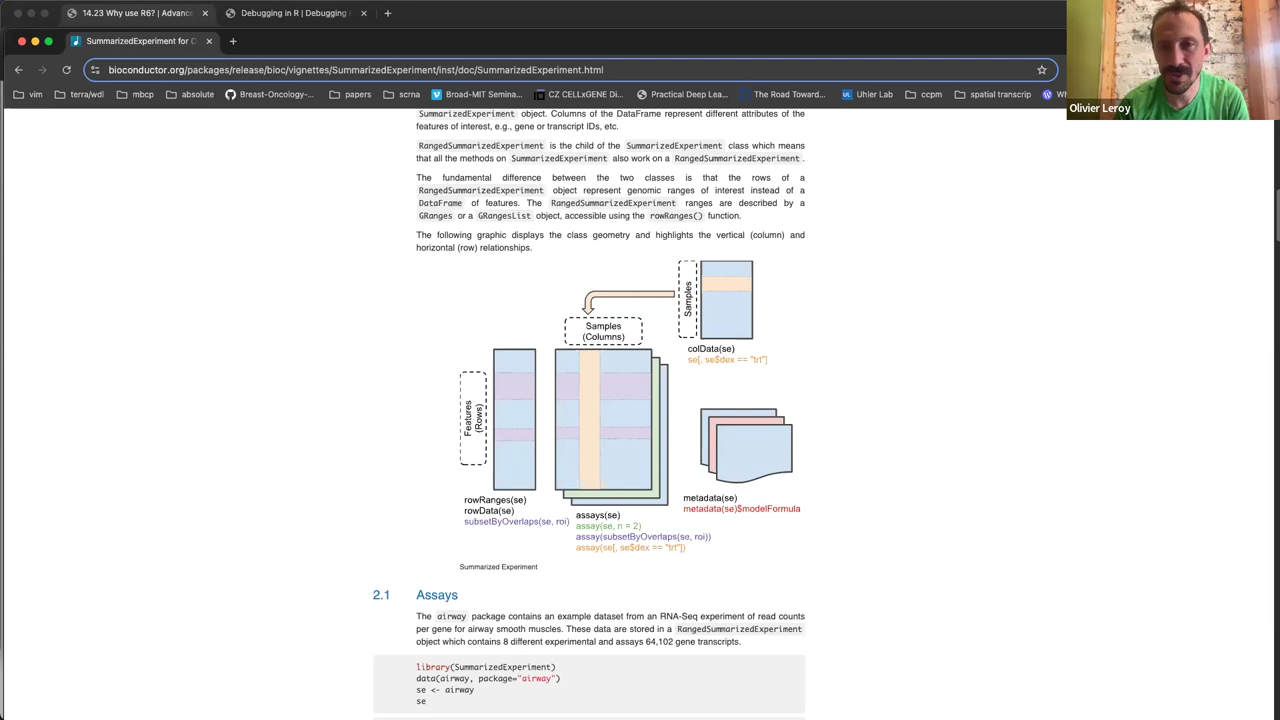 14.23 Why use R6? | Advanced
Debugging in R | Debugging
SummarizedExperiment for C
bioconductor.org/packages/release/bioc/vignettes/SummarizedExperiment/inst/doc/SummarizedExperiment.html
vim
terra/wdl
mbcp
absolute
Breast-Oncology-...
papers
scrna
Broad-MIT Semina...
CZ CELLxGENE Di...
Practical Deep Lea...
The Road Toward...
Uhler Lab
ccpm
spatial transcriptom
Wh
Olivier Leroy
SummarizedExperiment object. Columns of the DataFrame represent different attributes of the
features of interest, e.g., gene or transcript IDs, etc.
RangedSummarizedExperiment is the child of the SummarizedExperiment class which means
that all the methods on SummarizedExperiment also work on a RangedSummarizedExperiment.
The fundamental difference between the two classes is that the rows of a
RangedSummarizedExperiment object represent genomic ranges of interest instead of a
DataFrame of features. The RangedSummarizedExperiment ranges are described by a
GRanges or a GRangesList object, accessible using the rowRanges() function.
The following graphic displays the class geometry and highlights the vertical (column) and
horizontal (row) relationships.
Samples
Samples
(Columns)
colData(se)
se[, se$dex == "trt"]
Features
(Rows)
rowRanges(se)
rowData(se)
subsetByOverlaps(se, roi)
assays(se)
assay(se, n = 2)
assay(subsetByOverlaps(se, roi))
assay(se[, se$dex == "trt"])
metadata(se)
metadata(se)$modelFormula
Summarized Experiment
2.1 Assays
The airway package contains an example dataset from an RNA-Seq experiment of read counts
per gene for airway smooth muscles. These data are stored in a RangedSummarizedExperiment
object which contains 8 different experimental and assays 64,102 gene transcripts.
library(SummarizedExperiment)
data(airway, package="airway")
se <- airway
se